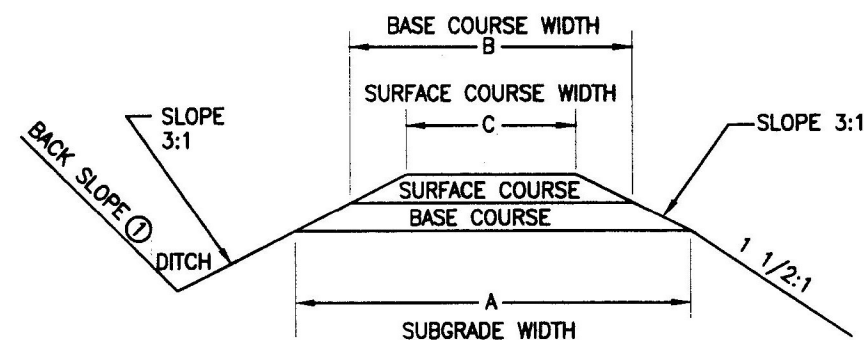 BASE COURSE WIDTH
B
SURFACE COURSE WIDTH
C
SLOPE
3:1
SLOPE 3:1
BACK SLOPE ①
SURFACE COURSE
BASE COURSE
DITCH
1 1/2:1
A
SUBGRADE WIDTH